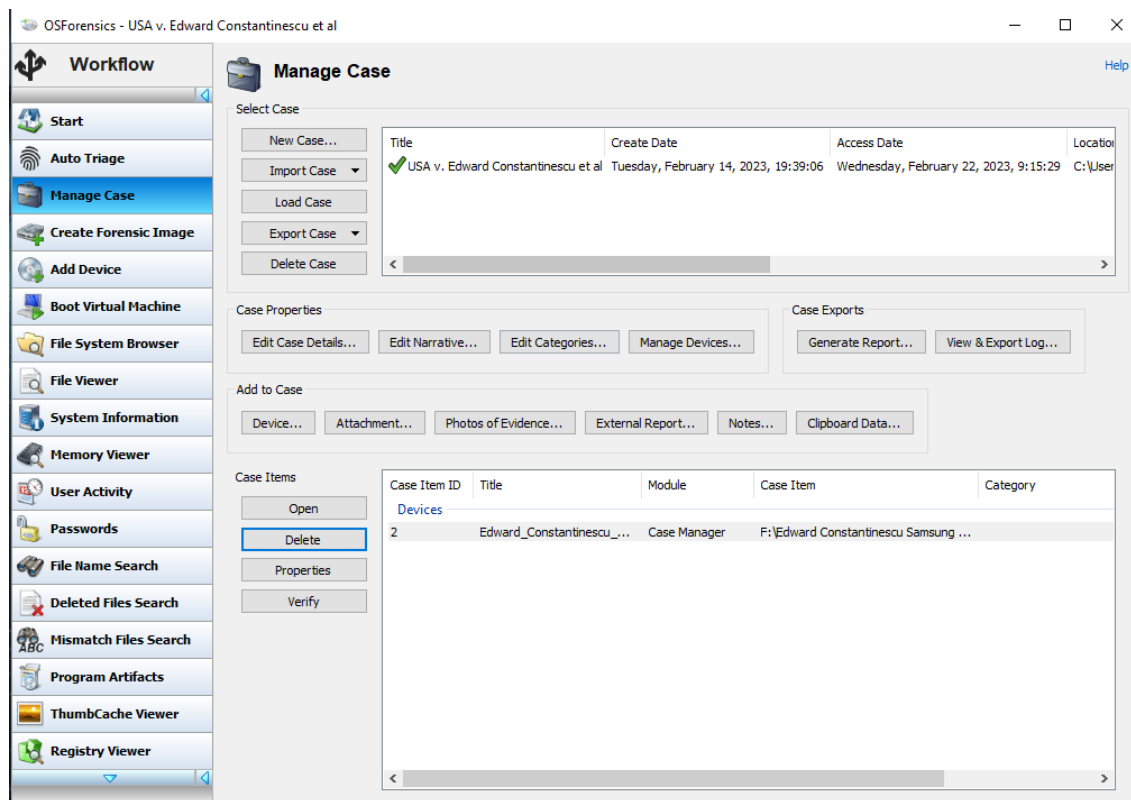 OSForensics - USA v. Edward Constantinescu et al
Workflow
Start
Auto Triage
Manage Case
Create Forensic Image
Add Device
Boot Virtual Machine
File System Browser
File Viewer
System Information
Memory Viewer
User Activity
Passwords
File Name Search
Deleted Files Search
ABC
Mismatch Files Search
Program Artifacts
ThumbCache Viewer
Registry Viewer
Manage Case
Help
Select Case
New Case...
Import Case
Load Case
Export Case
Delete Case
Title Create Date Access Date Location
USA v. Edward Constantinescu et al Tuesday, February 14, 2023, 19:39:06 Wednesday, February 22, 2023, 9:15:29 C:\User
Case Properties
Edit Case Details... Edit Narrative... Edit Categories... Manage Devices...
Case Exports
Generate Report... View & Export Log...
Add to Case
Device... Attachment... Photos of Evidence... External Report... Notes... Clipboard Data...
Case Items
Open
Delete
Properties
Verify
Case Item ID Title Module Case Item Category
Devices
2 Edward_Constantinescu_... Case Manager F:\Edward Constantinescu Samsung ...